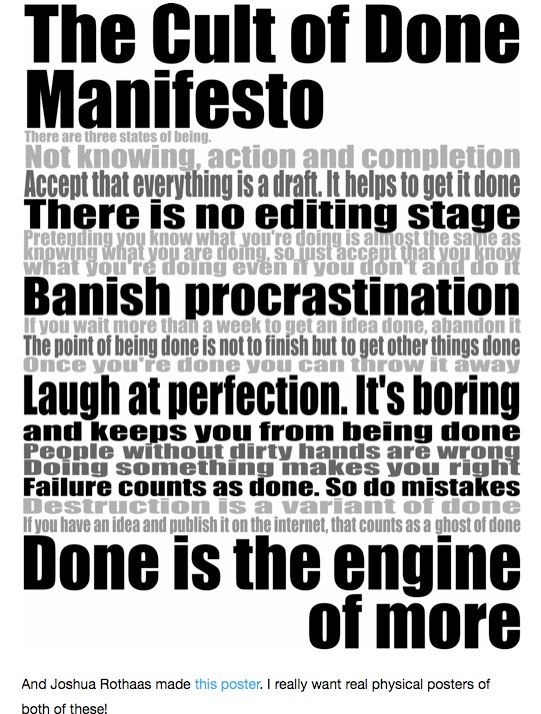 The Cult of Done
Manifesto
There are three states of being.
Not knowing, action and completion
Accept that everything is a draft. It helps to get it done
There is no editing stage
Pretending you know what you're doing is almost the same as
knowing what you are doing, so just accept that you know
what you're doing even if you don't and do it
Banish procrastination
If you wait more than a week to get an idea done, abandon it
The point of being done is not to finish but to get other things done
Once you're done you can throw it away
Laugh at perfection. It's boring
and keeps you from being done
People without dirty hands are wrong
Doing something makes you right
Failure counts as done. So do mistakes
Destruction is a variant of done
If you have an idea and publish it on the internet, that counts as a ghost of done
Done is the engine
of more
And Joshua Rothaas made this poster. I really want real physical posters of
both of these!